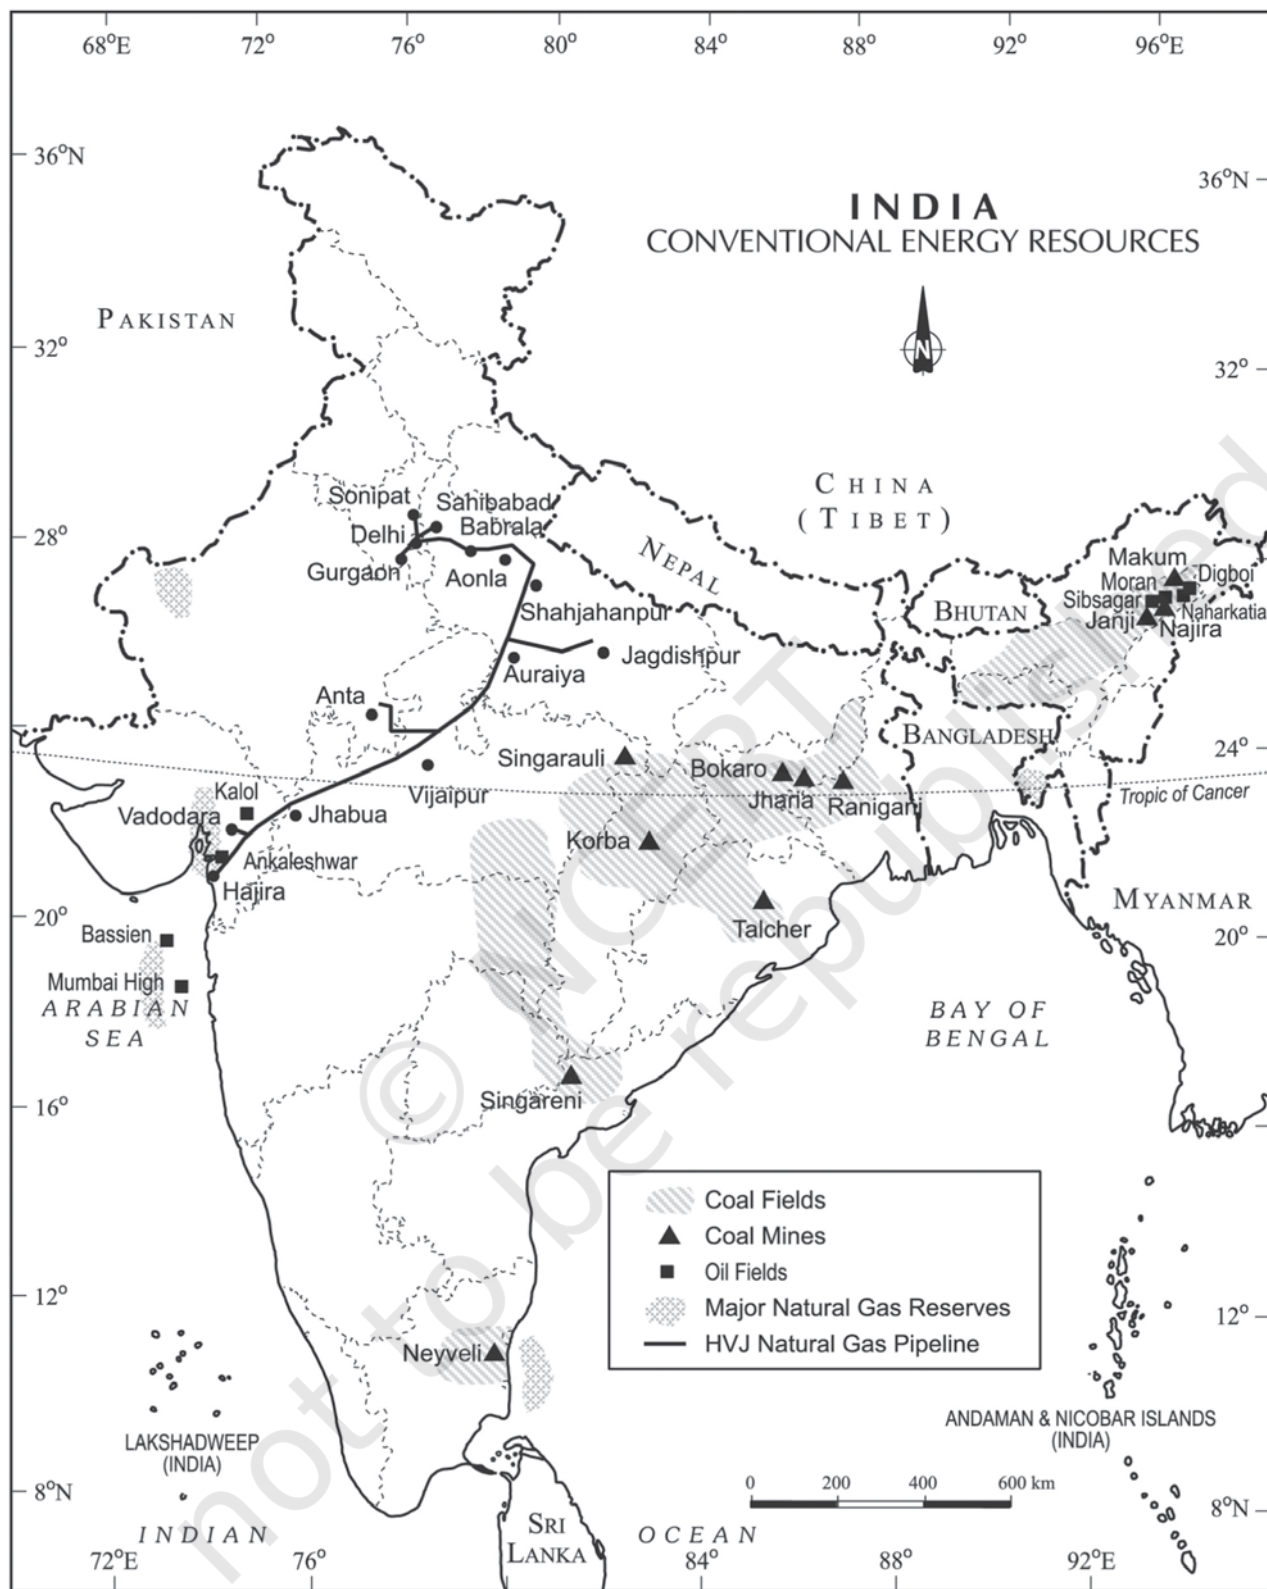 68°E 72° 76° 80° 84° 88° 92° 96°E
36°N
36°N
INDIA
CONVENTIONAL ENERGY RESOURCES
N
PAKISTAN
32°
32°
CHINA
(TIBET)
NEPAL
Sonipat
Sahibabad
Delhi
Babrala
28°
Gurgaon
Aonla
Shahjahanpur
Makum
Digboi
Moran
Sibsagar
Naharkatia
Janji
Najira
BHUTAN
Jagdishpur
Auraiya
Anta
BANGLADESH
24°
Singarauli
Bokaro
Jharia
Raniganj
Tropic of Cancer
Vijaipur
Kalol
Vadodara
Jhabua
Korba
Ankaleshwar
Hajira
Talcher
MYANMAR
20°
20°
Bassien
Mumbai High
ARABIAN
SEA
BAY OF
BENGAL
Singareni
16°
Coal Fields
Coal Mines
Oil Fields
Major Natural Gas Reserves
HVJ Natural Gas Pipeline
12°
12°
Neyveli
LAKSHADWEEP
(INDIA)
ANDAMAN & NICOBAR ISLANDS
(INDIA)
0 200 400 600 km
8°N
8°N
INDIAN
OCEAN
SRI
LANKA
72°E 76° 84° 88° 92°E
© NCERT
not to be republished